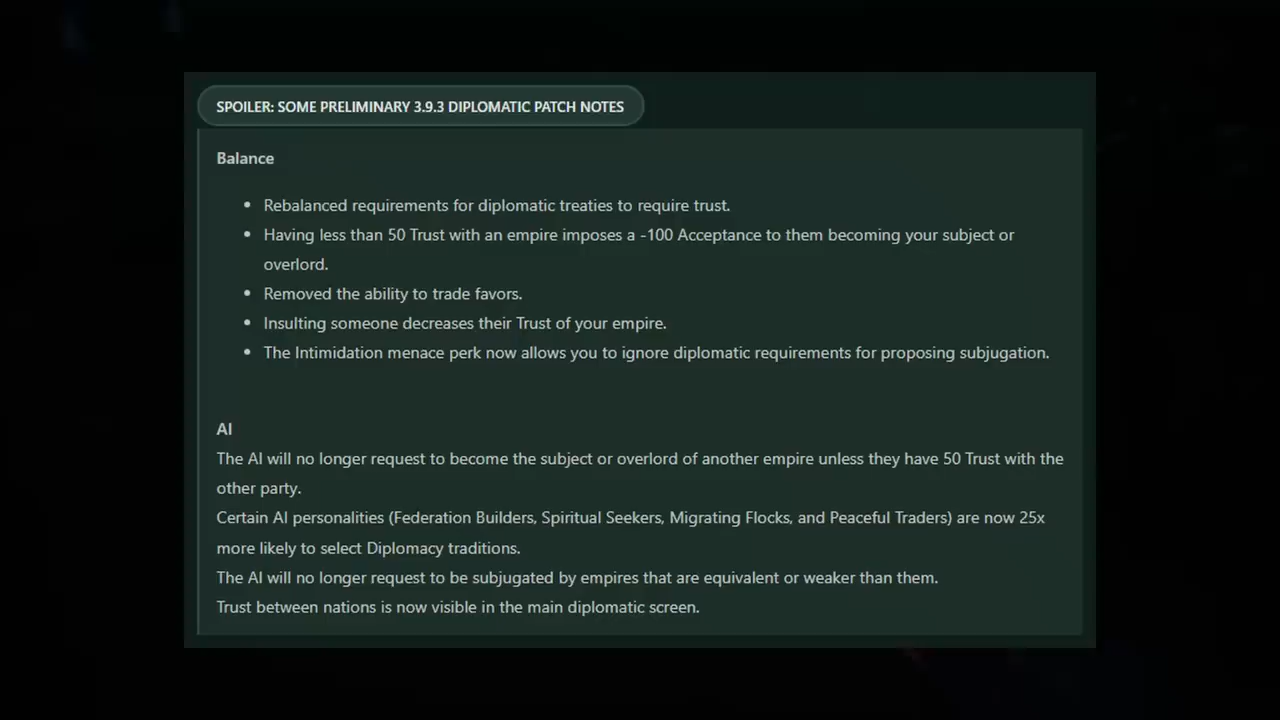 SPOILER: SOME PRELIMINARY 3.9.3 DIPLOMATIC PATCH NOTES
Balance
• Rebalanced requirements for diplomatic treaties to require trust.
• Having less than 50 Trust with an empire imposes a -100 Acceptance to them becoming your subject or
overlord.
• Removed the ability to trade favors.
• Insulting someone decreases their Trust of your empire.
• The Intimidation menace perk now allows you to ignore diplomatic requirements for proposing subjugation.
AI
The AI will no longer request to become the subject or overlord of another empire unless they have 50 Trust with the
other party.
Certain AI personalities (Federation Builders, Spiritual Seekers, Migrating Flocks, and Peaceful Traders) are now 25x
more likely to select Diplomacy traditions.
The AI will no longer request to be subjugated by empires that are equivalent or weaker than them.
Trust between nations is now visible in the main diplomatic screen.